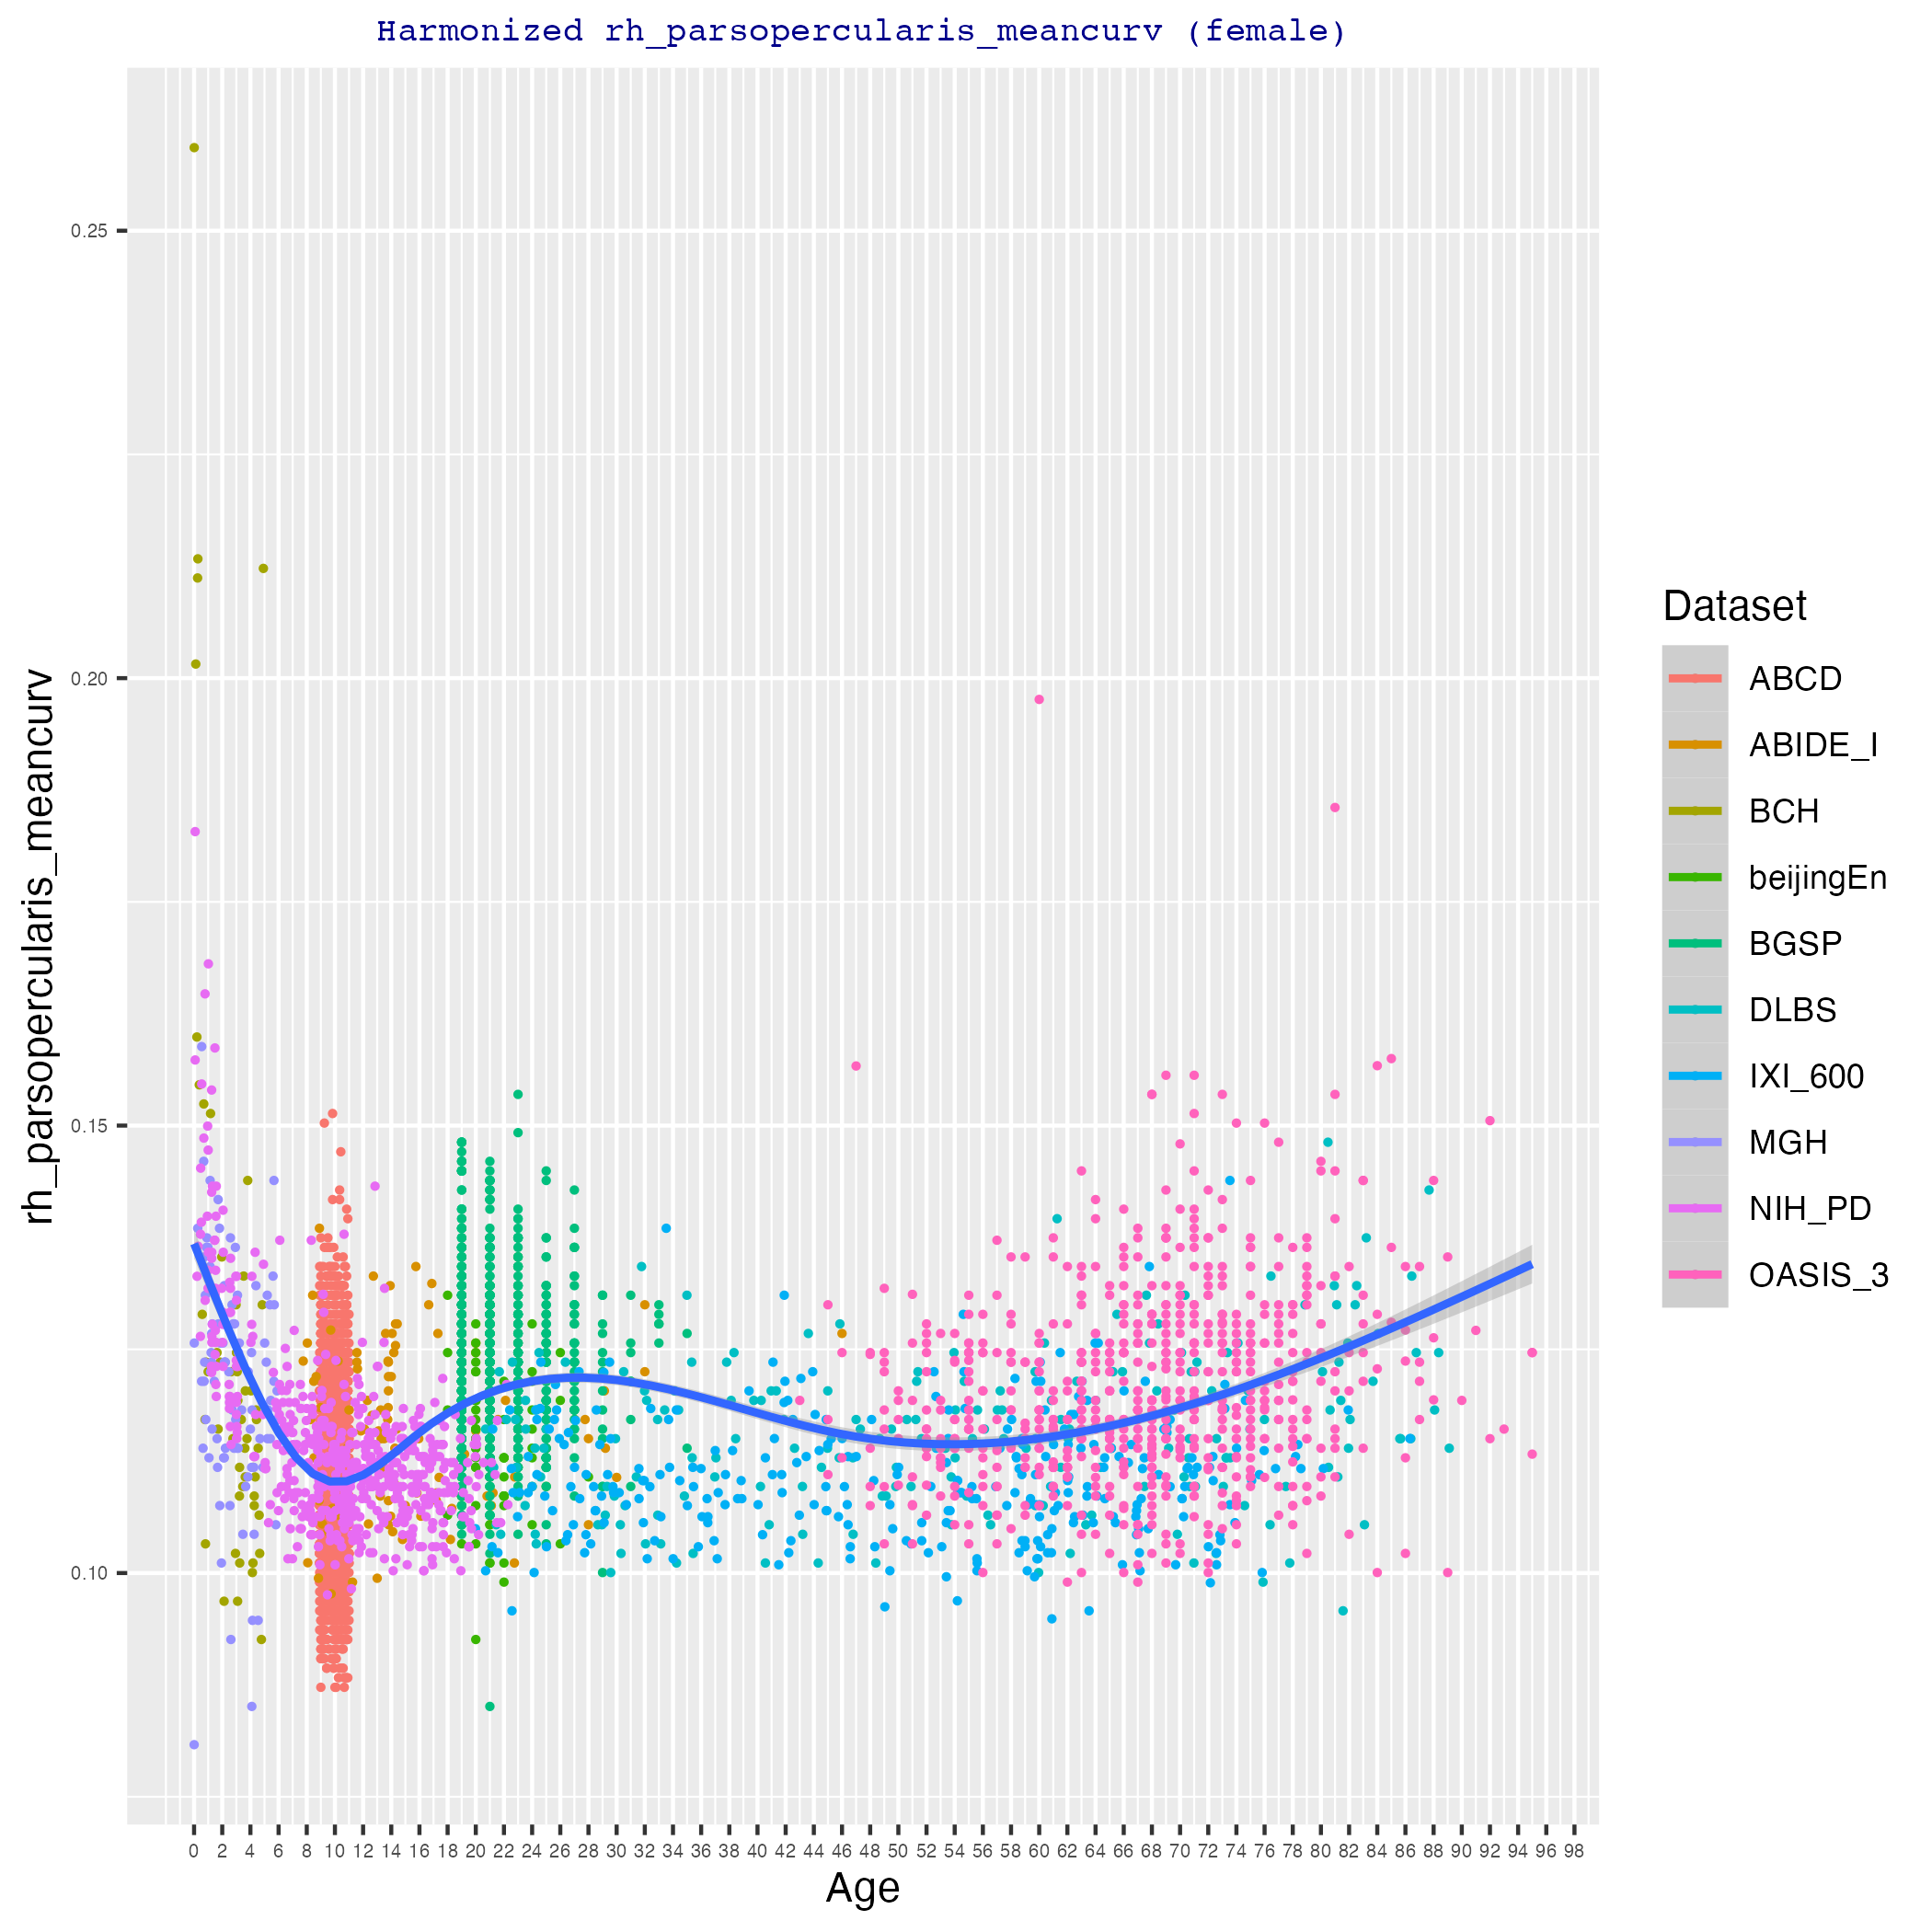 Harmonized rh_parsopercularis_meancurv (female)
rh_parsopercularis_meancurv
0.25
0.20
0.15
0.10
0 2 4 6 8 10 12 14 16 18 20 22 24 26 28 30 32 34 36 38 40 42 44 46 48 50 52 54 56 58 60 62 64 66 68 70 72 74 76 78 80 82 84 86 88 90 92 94 96 98
Age
Dataset
ABCD
ABIDE_I
BCH
beijingEn
BGSP
DLBS
IXI_600
MGH
NIH_PD
OASIS_3